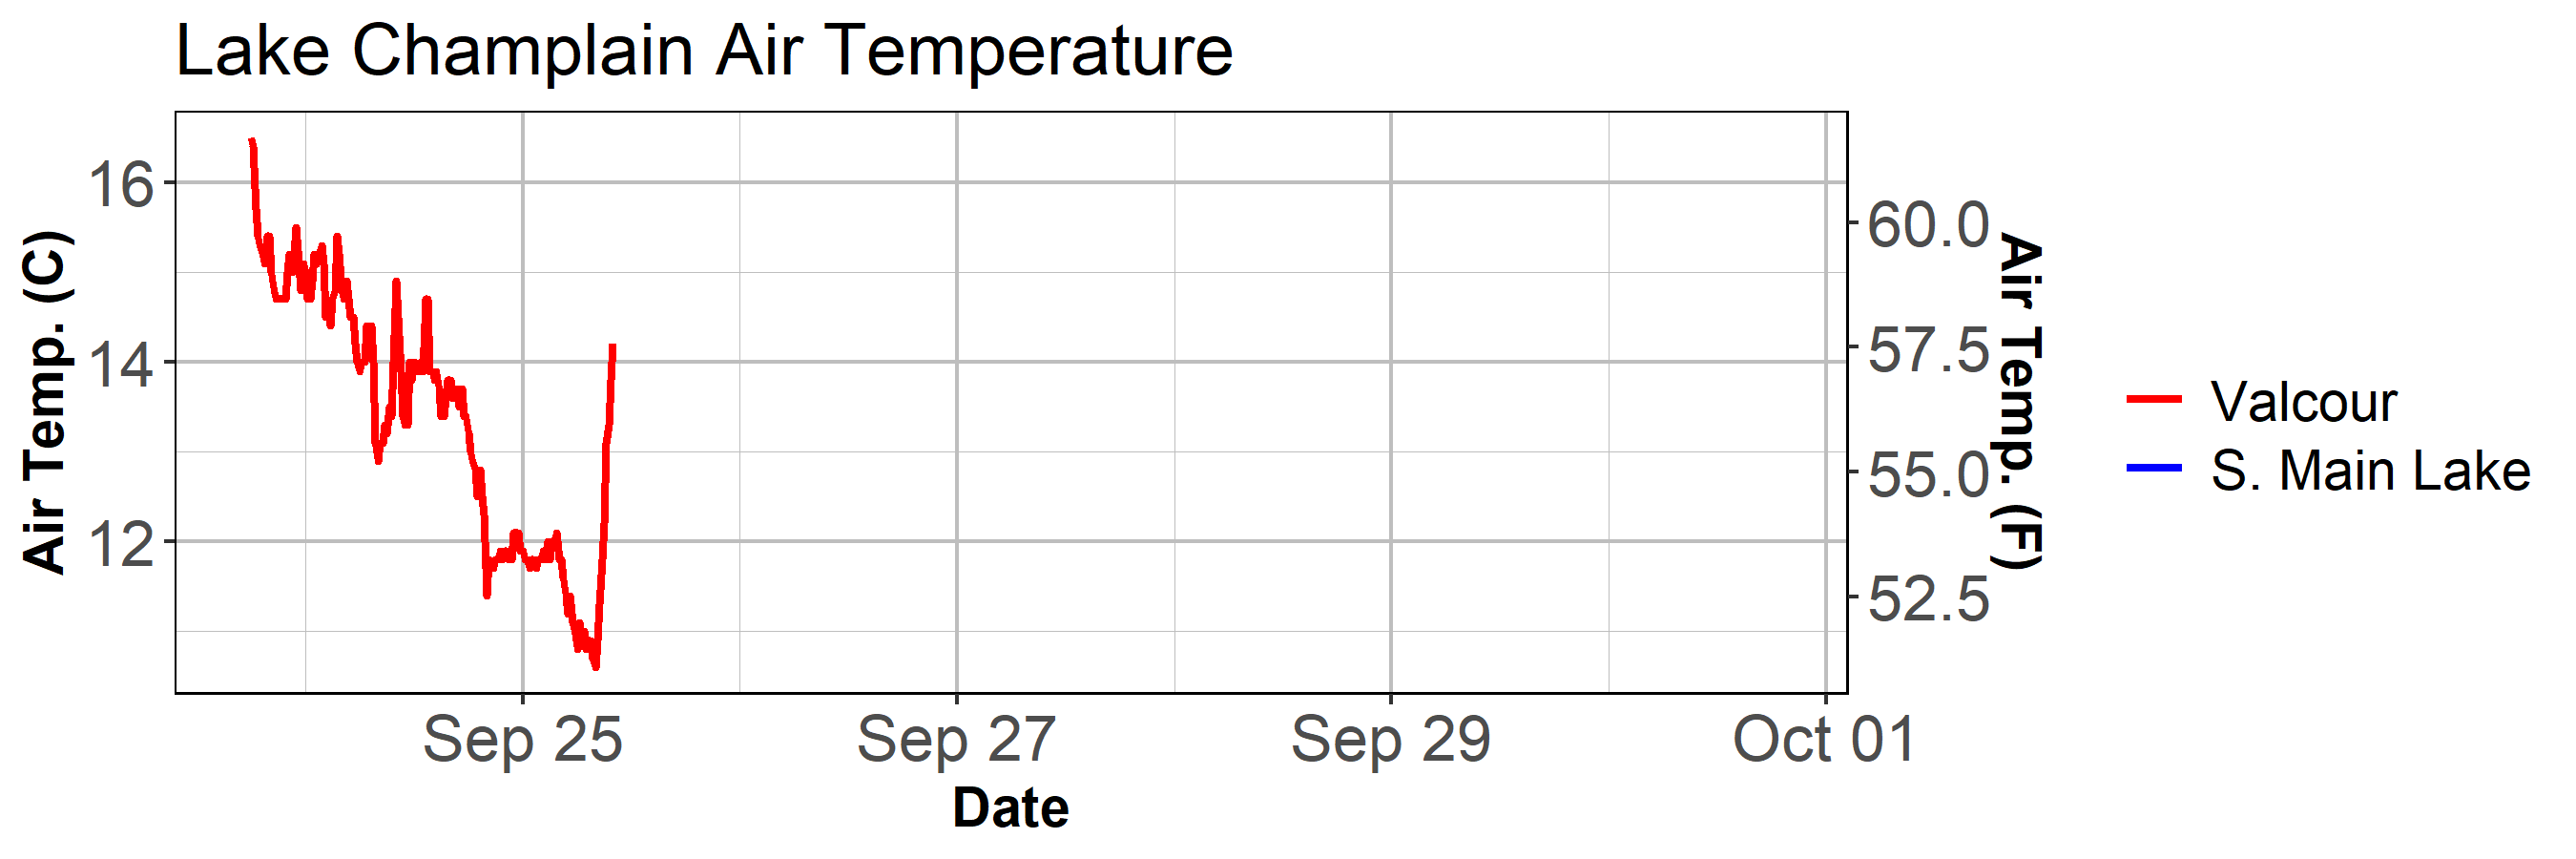 Lake Champlain Air Temperature
Air Temp. (C)
16
14
12
60.0
57.5
55.0
52.5
Air Temp. (F)
Valcour
S. Main Lake
Sep 25
Sep 27
Sep 29
Oct 01
Date